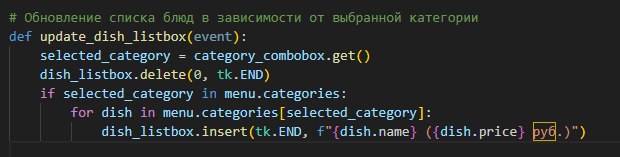 # Обновление списка блюд в зависимости от выбранной категории
def update_dish_listbox(event):
    selected_category = category_combobox.get()
    dish_listbox.delete(0, tk.END)
    if selected_category in menu.categories:
        for dish in menu.categories[selected_category]:
            dish_listbox.insert(tk.END, f"{dish.name} ({dish.price} руб.)")